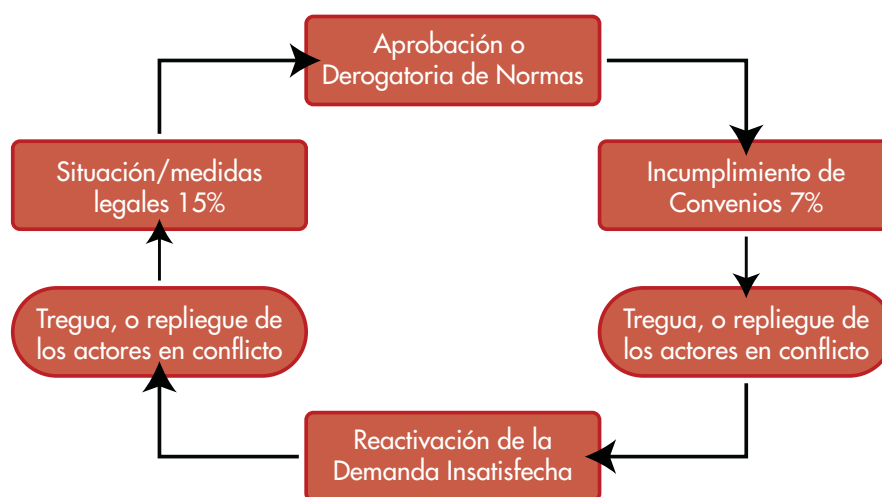 Aprobación o
Derogatoria de Normas
Situación/medidas
legales 15%
Incumplimiento de
Convenios 7%
Tregua, o repliegue de
los actores en conflicto
Tregua, o repliegue de
los actores en conflicto
Reactivación de la
Demanda Insatisfecha